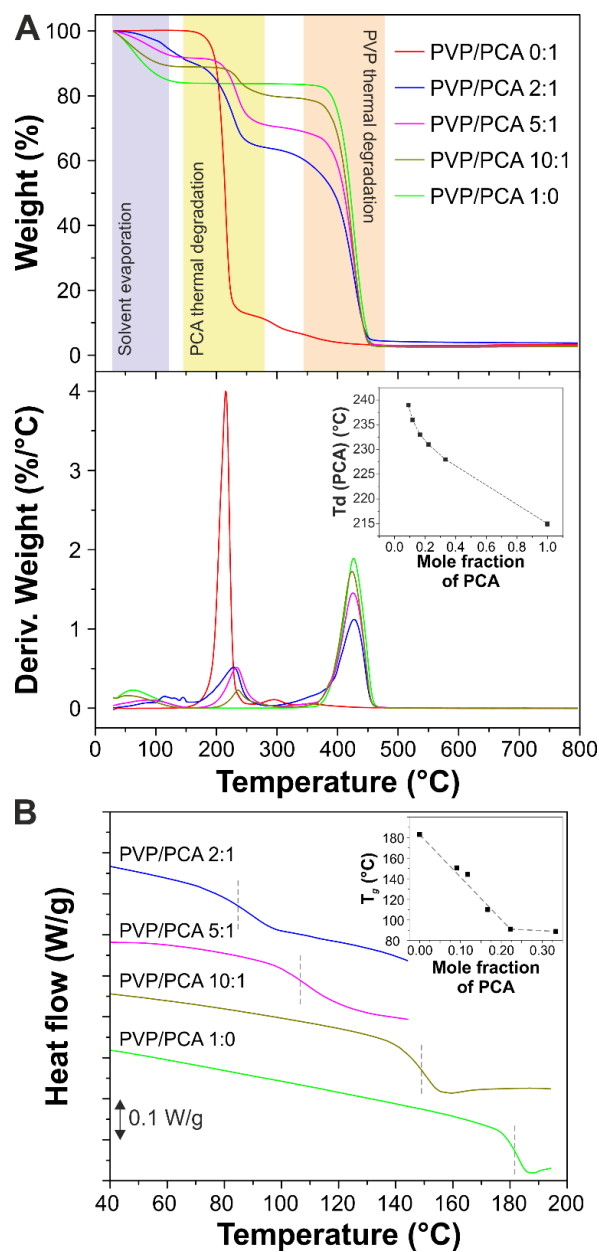 A
100
80
60
40
20
0
Weight (%)
Solvent evaporation
PCA thermal degradation
PVP thermal degradation
PVP/PCA 0:1
PVP/PCA 2:1
PVP/PCA 5:1
PVP/PCA 10:1
PVP/PCA 1:0
4
3
2
1
0
Deriv. Weight (%/°C)
240
235
230
225
220
215
Td (PCA) (°C)
0.0 0.2 0.4 0.6 0.8 1.0
Mole fraction
of PCA
0 100 200 300 400 500 600 700 800
Temperature (°C)
B
Heat flow (W/g)
PVP/PCA 2:1
PVP/PCA 5:1
PVP/PCA 10:1
PVP/PCA 1:0
0.1 W/g
180
160
140
120
100
80
Tg (°C)
0.00 0.10 0.20 0.30
Mole fraction
of PCA
40 60 80 100 120 140 160 180 200
Temperature (°C)